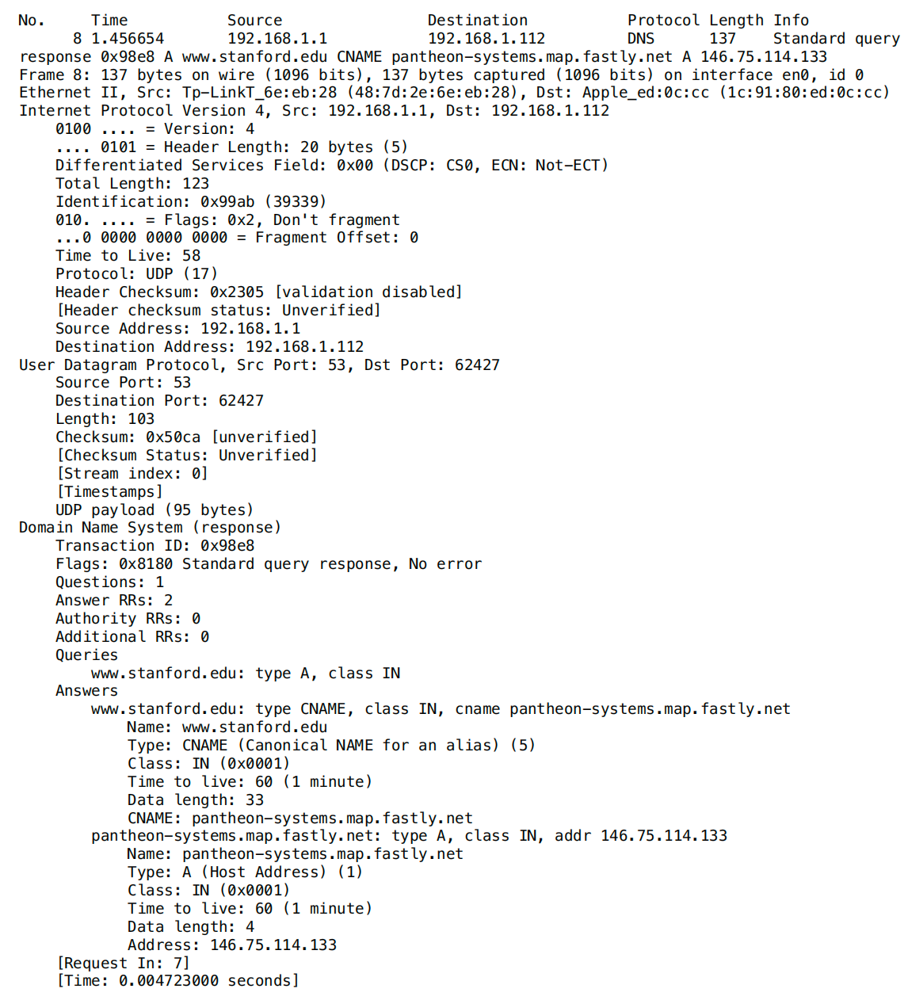 No.     Time           Source                Destination           Protocol Length Info
      8 1.456654       192.168.1.1           192.168.1.112         DNS      137    Standard query
response 0x98e8 A www.stanford.edu CNAME pantheon-systems.map.fastly.net A 146.75.114.133
Frame 8: 137 bytes on wire (1096 bits), 137 bytes captured (1096 bits) on interface en0, id 0
Ethernet II, Src: Tp-LinkT_6e:eb:28 (48:7d:2e:6e:eb:28), Dst: Apple_ed:0c:cc (1c:91:80:ed:0c:cc)
Internet Protocol Version 4, Src: 192.168.1.1, Dst: 192.168.1.112
    0100 .... = Version: 4
    .... 0101 = Header Length: 20 bytes (5)
    Differentiated Services Field: 0x00 (DSCP: CS0, ECN: Not-ECT)
    Total Length: 123
    Identification: 0x99ab (39339)
    010. .... = Flags: 0x2, Don't fragment
    ...0 0000 0000 0000 = Fragment Offset: 0
    Time to Live: 58
    Protocol: UDP (17)
    Header Checksum: 0x2305 [validation disabled]
    [Header checksum status: Unverified]
    Source Address: 192.168.1.1
    Destination Address: 192.168.1.112
User Datagram Protocol, Src Port: 53, Dst Port: 62427
    Source Port: 53
    Destination Port: 62427
    Length: 103
    Checksum: 0x50ca [unverified]
    [Checksum Status: Unverified]
    [Stream index: 0]
    [Timestamps]
    UDP payload (95 bytes)
Domain Name System (response)
    Transaction ID: 0x98e8
    Flags: 0x8180 Standard query response, No error
    Questions: 1
    Answer RRs: 2
    Authority RRs: 0
    Additional RRs: 0
    Queries
        www.stanford.edu: type A, class IN
    Answers
        www.stanford.edu: type CNAME, class IN, cname pantheon-systems.map.fastly.net
            Name: www.stanford.edu
            Type: CNAME (Canonical NAME for an alias) (5)
            Class: IN (0x0001)
            Time to live: 60 (1 minute)
            Data length: 33
            CNAME: pantheon-systems.map.fastly.net
        pantheon-systems.map.fastly.net: type A, class IN, addr 146.75.114.133
            Name: pantheon-systems.map.fastly.net
            Type: A (Host Address) (1)
            Class: IN (0x0001)
            Time to live: 60 (1 minute)
            Data length: 4
            Address: 146.75.114.133
    [Request In: 7]
    [Time: 0.004723000 seconds]